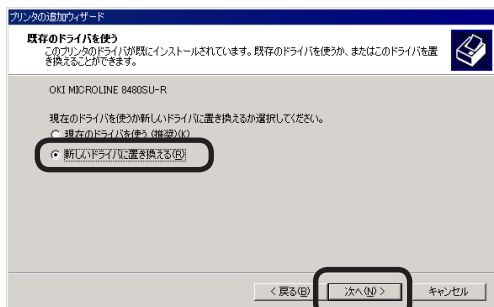 プリンタの追加ウィザード
既存のドライバを使う
このプリンタのドライバが既にインストールされています。既存のドライバを使うか、またはこのドライバを置
き換えることができます。
OKI MICROLINE 8480SU-R
現在のドライバを使うか新しいドライバに置き換えるか選択してください。
現在のドライバを使う (推奨)(K)
新しいドライバに置き換える(R)
< 戻る(B)
次へ(N) >
キャンセル